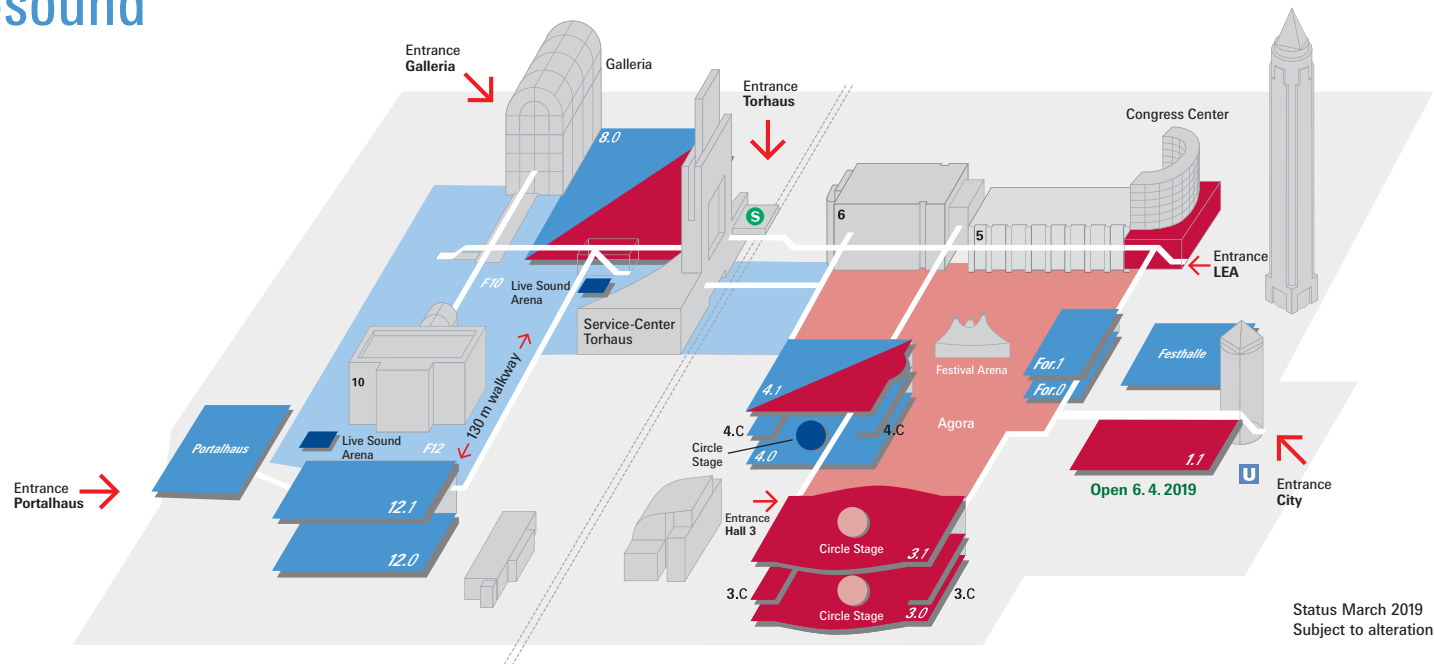 sound
Entrance
Galleria
Galleria
Entrance
Torhaus
Congress Center
8.0
S
6
5
Entrance
LEA
F10
Live Sound
Arena
Service-Center
Torhaus
130 m walkway
10
Festival Arena
For.1
For.0
Festhalle
4.1
4.C
4.C
4.0
Circle
Stage
Agora
Portalhaus
Live Sound
Arena
F12
1.1
Open 6. 4. 2019
U
Entrance
City
Entrance
Portalhaus
12.1
12.0
Entrance
Hall 3
Circle Stage
3.1
3.C
3.C
Circle Stage
3.0
Status March 2019
Subject to alteration